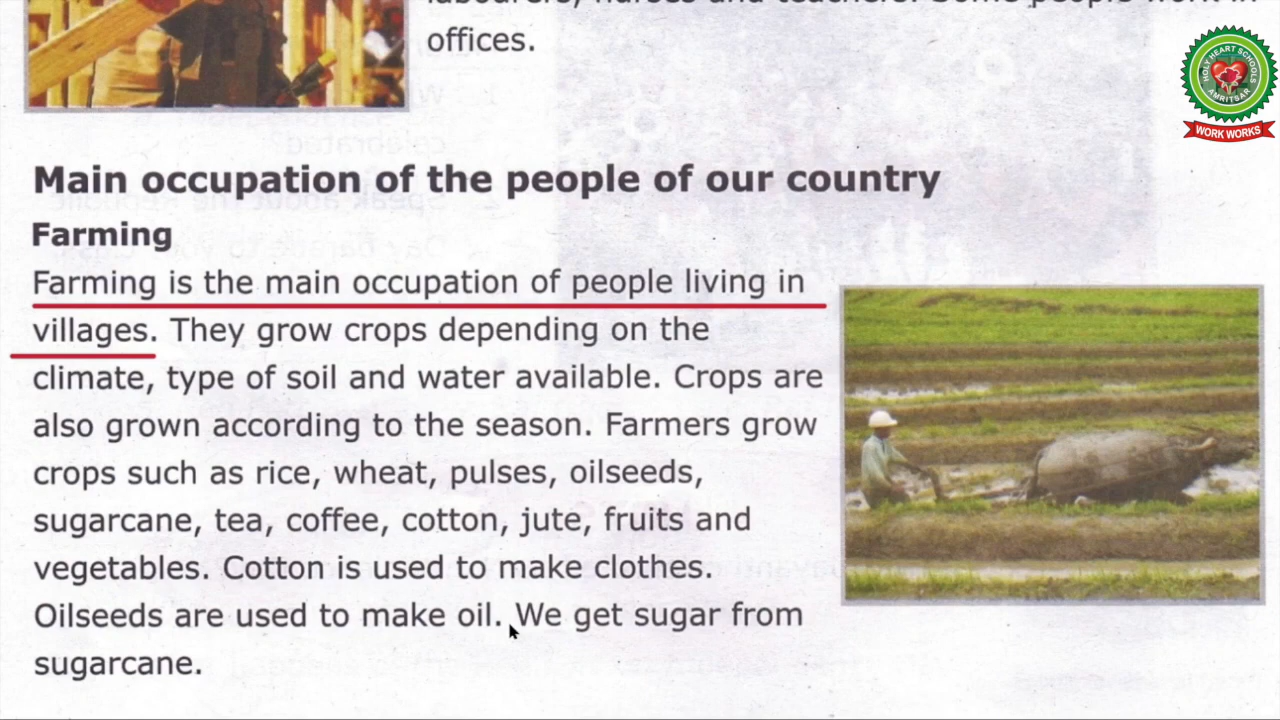 offices.
HOLY HEART SCHOOLS
AMRITSAR
WORK WORKS
Main occupation of the people of our country
Farming
Farming is the main occupation of people living in
villages. They grow crops depending on the
climate, type of soil and water available. Crops are
also grown according to the season. Farmers grow
crops such as rice, wheat, pulses, oilseeds,
sugarcane, tea, coffee, cotton, jute, fruits and
vegetables. Cotton is used to make clothes.
Oilseeds are used to make oil. We get sugar from
sugarcane.